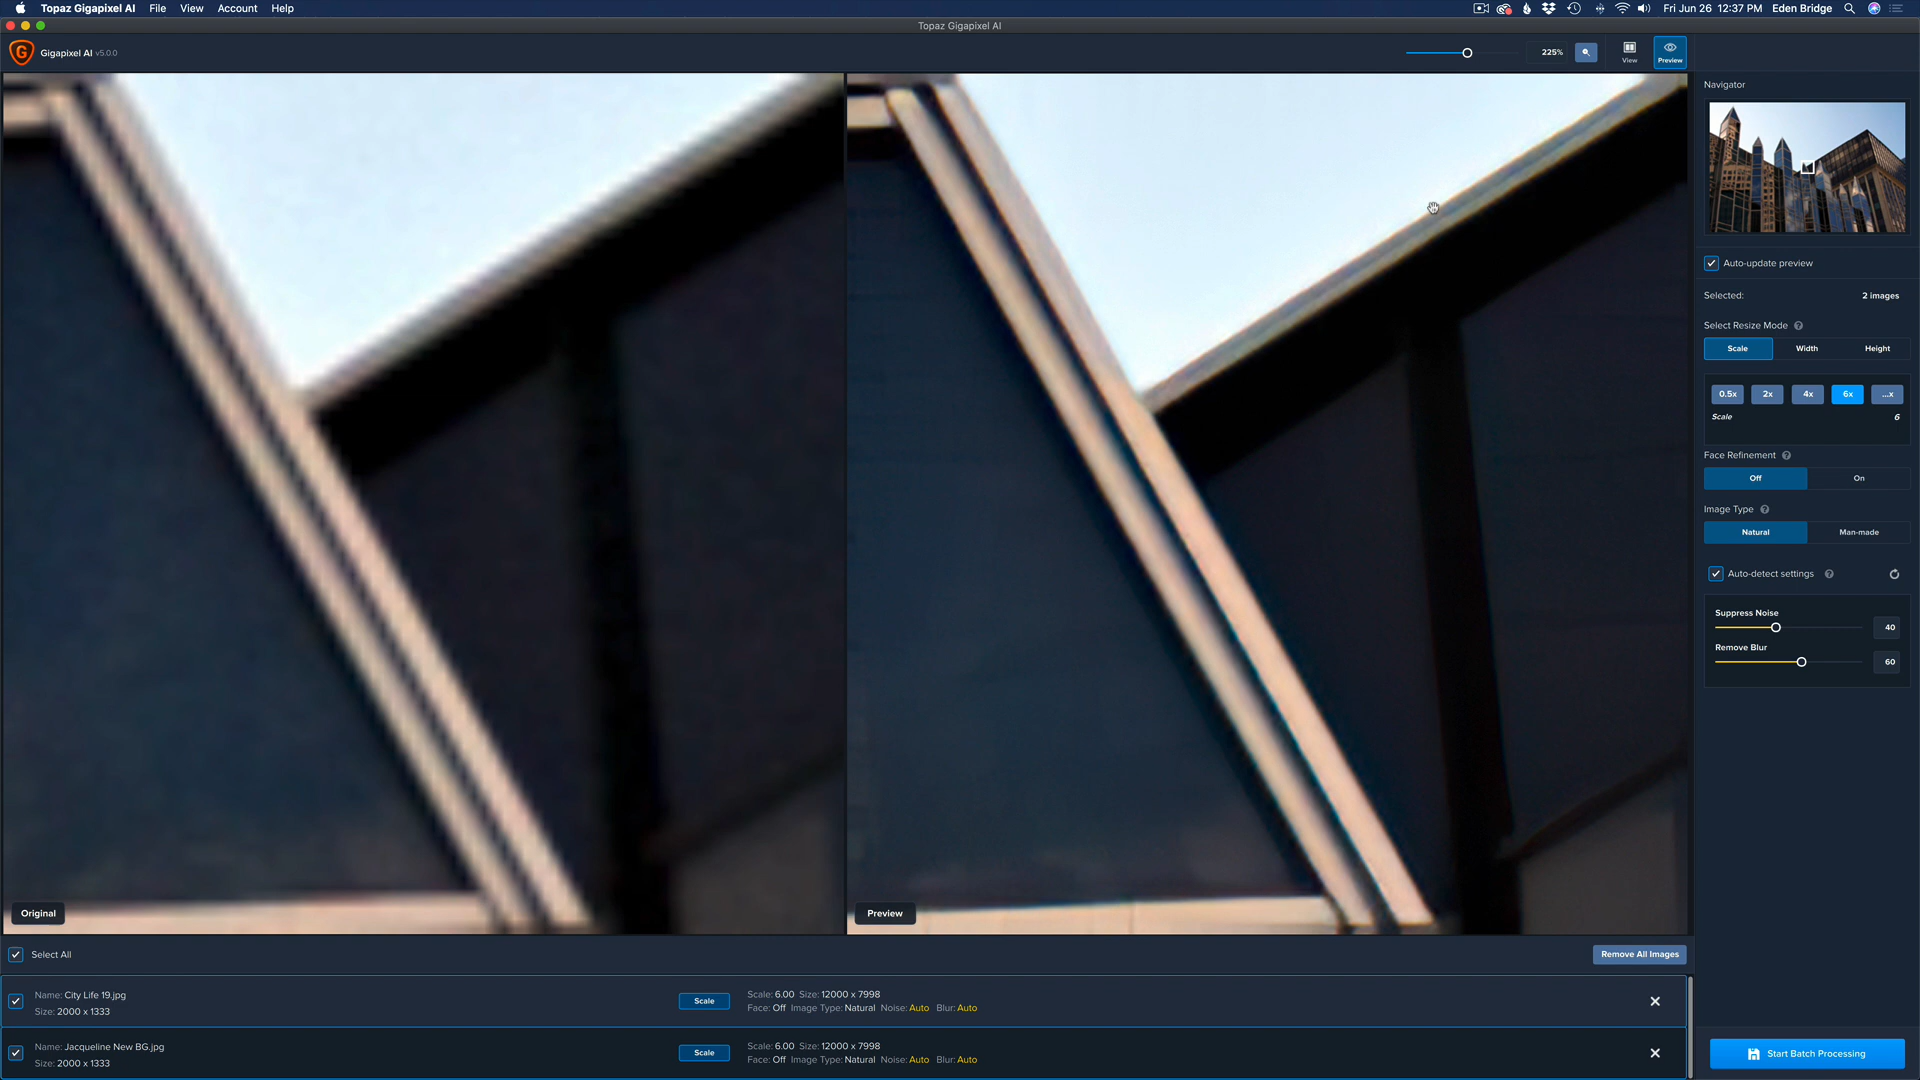 Topaz Gigapixel AI File View Account Help Fri Jun 26 12:37 PM Eden Bridge
Topaz Gigapixel AI
Gigapixel AI v5.0.0 225% View Preview
Navigator
Auto-update preview
Selected: 2 images
Select Resize Mode ?
Scale Width Height
0.5x 2x 4x 6x ...x
Scale 6
Face Refinement ?
Off On
Image Type ?
Natural Man-made
Auto-detect settings ?
Suppress Noise
40
Remove Blur
60
Original Preview
Select All Remove All Images
Name: City Life 19.jpg
Size: 2000 x 1333
Scale
Scale: 6.00 Size: 12000 x 7998
Face: Off Image Type: Natural Noise: Auto Blur: Auto
Name: Jacqueline New BG.jpg
Size: 2000 x 1333
Scale
Scale: 6.00 Size: 12000 x 7998
Face: Off Image Type: Natural Noise: Auto Blur: Auto
Start Batch Processing